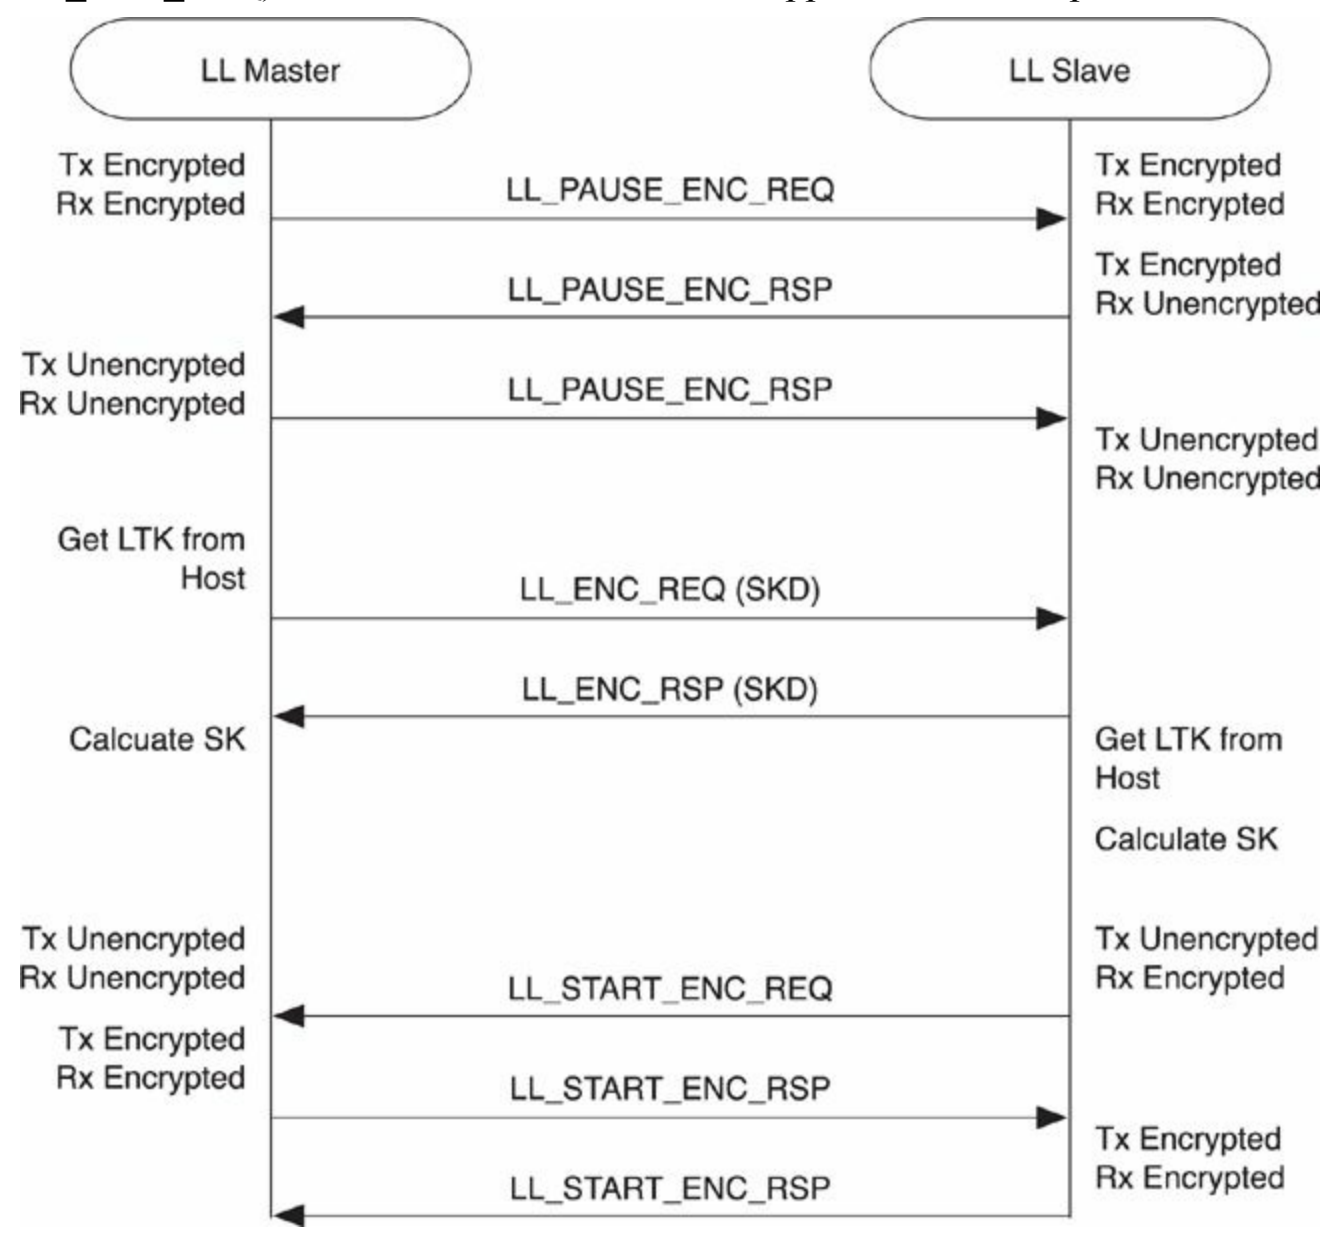 LL Master
LL Slave
Tx Encrypted
Rx Encrypted
LL_PAUSE_ENC_REQ
Tx Encrypted
Rx Encrypted
LL_PAUSE_ENC_RSP
Tx Encrypted
Rx Unencrypted
Tx Unencrypted
Rx Unencrypted
LL_PAUSE_ENC_RSP
Tx Unencrypted
Rx Unencrypted
Get LTK from
Host
LL_ENC_REQ (SKD)
LL_ENC_RSP (SKD)
Calcuate SK
Get LTK from
Host
Calculate SK
Tx Unencrypted
Rx Unencrypted
LL_START_ENC_REQ
Tx Unencrypted
Rx Encrypted
Tx Encrypted
Rx Encrypted
LL_START_ENC_RSP
Tx Encrypted
Rx Encrypted
LL_START_ENC_RSP